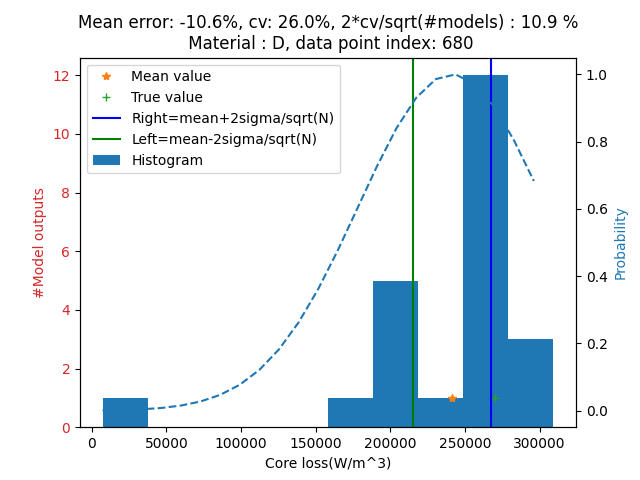 Mean error: -10.6%, cv: 26.0%, 2*cv/sqrt(#models) : 10.9 %
Material : D, data point index: 680
Mean value
True value
Right=mean+2sigma/sqrt(N)
Left=mean-2sigma/sqrt(N)
Histogram
#Model outputs
12
10
8
6
4
2
0
1.0
0.8
0.6
0.4
0.2
0.0
Probability
0 50000 100000 150000 200000 250000 300000
Core loss(W/m^3)